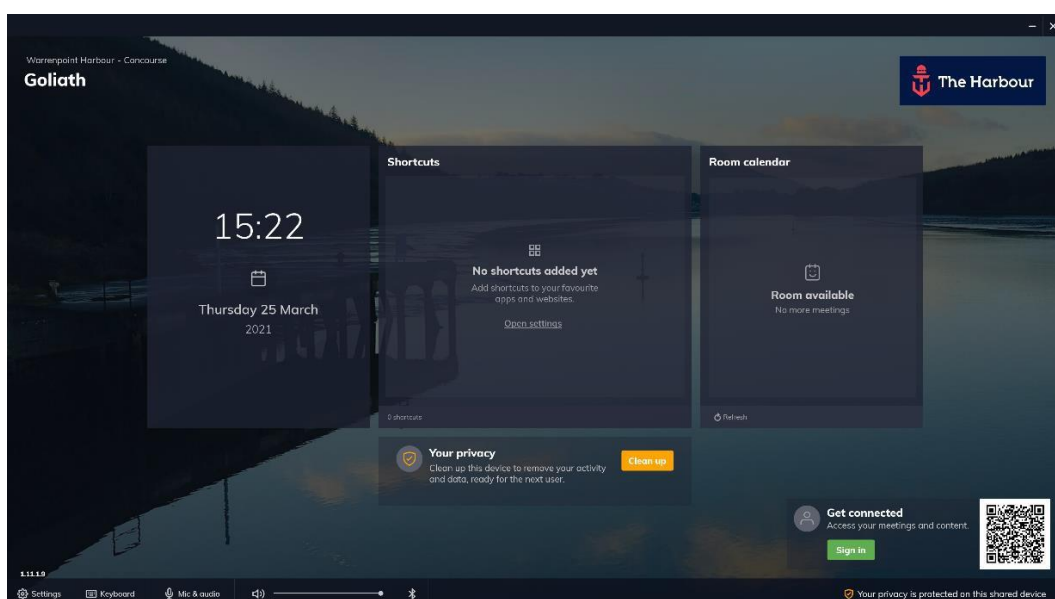 Warrenpoint Harbour - Concourse
Goliath
The Harbour
15:22
Thursday 25 March
2021
Shortcuts
No shortcuts added yet
Add shortcuts to your favourite
apps and websites.
Open settings
0 shortcuts
Room calendar
Room available
No more meetings
Refresh
Your privacy
Clean up this device to remove your activity
and data, ready for the next user.
Clean up
Get connected
Access your meetings and content.
Sign in
1.11.1.0
Settings
Keyboard
Mic & audio
Your privacy is protected on this shared device